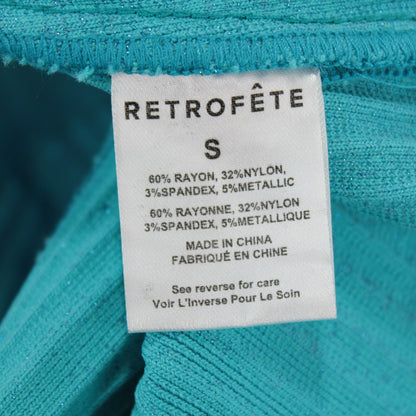 RETROFÊTE
S
60% RAYON, 32%NYLON,
3%SPANDEX, 5%METALLIC
60% RAYONNE, 32%NYLON
3%SPANDEX, 5%METALLIQUE
MADE IN CHINA
FABRIQUÉ EN CHINE
See reverse for care
Voir L'Inverse Pour Le Soin